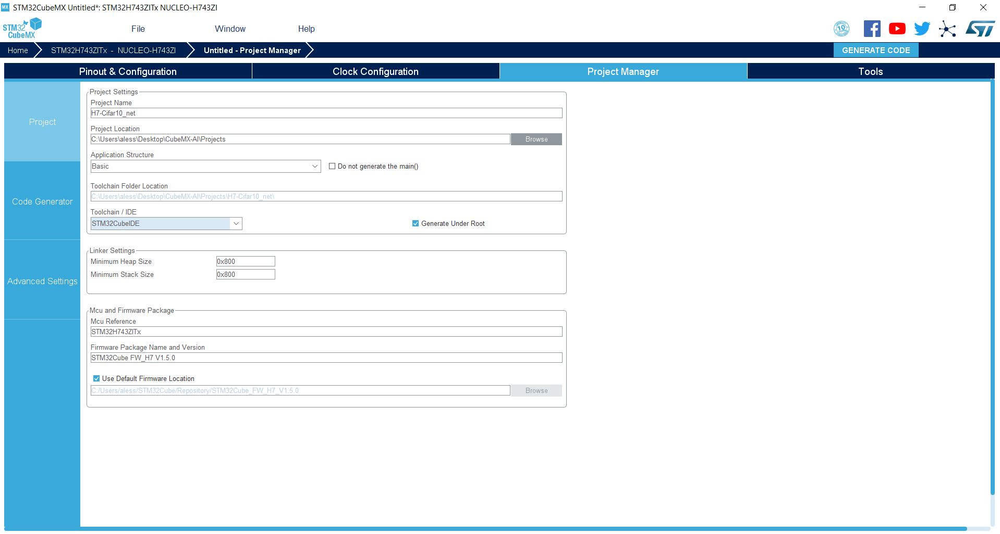 MX STM32CubeMX Untitled*: STM32H743ZITx NUCLEO-H743ZI
STM32
CubeMX
File Window Help
10
ST
Home STM32H743ZITx - NUCLEO-H743ZI Untitled - Project Manager GENERATE CODE
Pinout & Configuration Clock Configuration Project Manager Tools
Project
Code Generator
Advanced Settings
Project Settings
Project Name
H7-Cifar10_net
Project Location
C:\Users\aless\Desktop\CubeMX-AI\Projects Browse
Application Structure
Basic Do not generate the main()
Toolchain Folder Location
C:\Users\aless\Desktop\CubeMX-AI\Projects\H7-Cifar10_net\
Toolchain / IDE
STM32CubeIDE Generate Under Root
Linker Settings
Minimum Heap Size 0x800
Minimum Stack Size 0x800
Mcu and Firmware Package
Mcu Reference
STM32H743ZITx
Firmware Package Name and Version
STM32Cube FW_H7 V1.5.0
Use Default Firmware Location
C:/Users/aless/STM32Cube/Repository/STM32Cube_FW_H7_V1.5.0 Browse